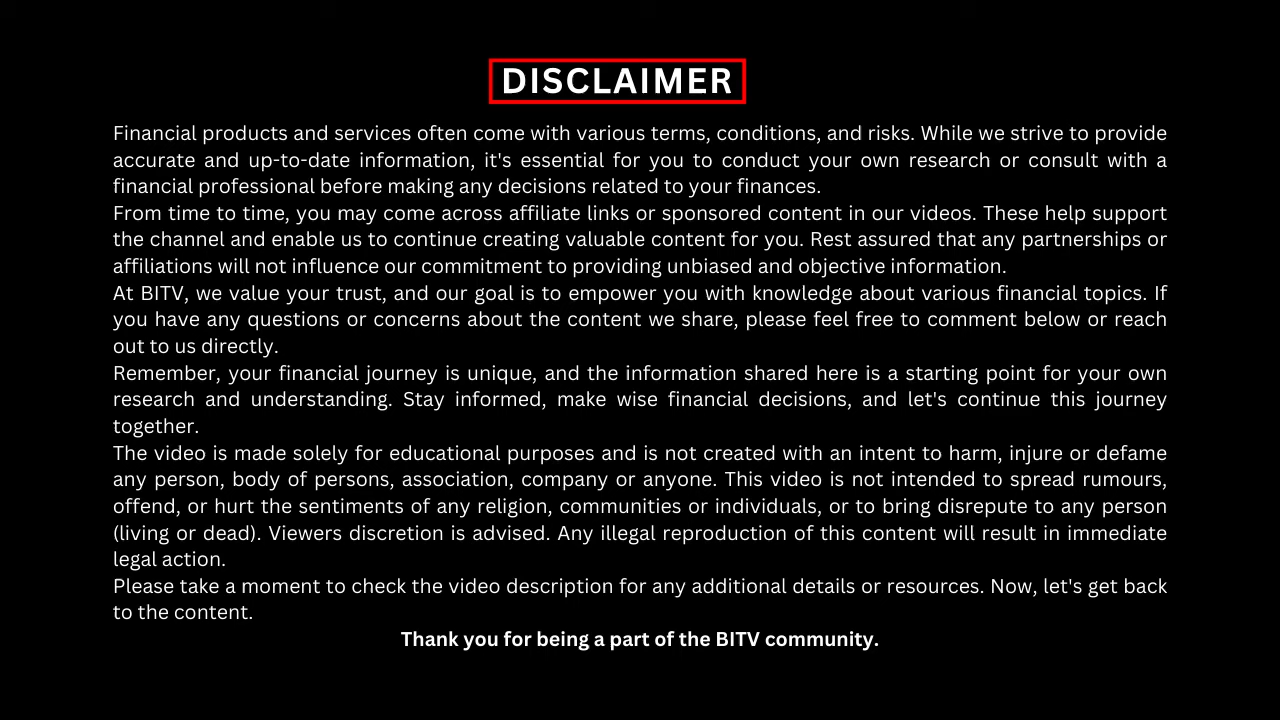 DISCLAIMER
Financial products and services often come with various terms, conditions, and risks. While we strive to provide
accurate and up-to-date information, it's essential for you to conduct your own research or consult with a
financial professional before making any decisions related to your finances.
From time to time, you may come across affiliate links or sponsored content in our videos. These help support
the channel and enable us to continue creating valuable content for you. Rest assured that any partnerships or
affiliations will not influence our commitment to providing unbiased and objective information.
At BITV, we value your trust, and our goal is to empower you with knowledge about various financial topics. If
you have any questions or concerns about the content we share, please feel free to comment below or reach
out to us directly.
Remember, your financial journey is unique, and the information shared here is a starting point for your own
research and understanding. Stay informed, make wise financial decisions, and let's continue this journey
together.
The video is made solely for educational purposes and is not created with an intent to harm, injure or defame
any person, body of persons, association, company or anyone. This video is not intended to spread rumours,
offend, or hurt the sentiments of any religion, communities or individuals, or to bring disrepute to any person
(living or dead). Viewers discretion is advised. Any illegal reproduction of this content will result in immediate
legal action.
Please take a moment to check the video description for any additional details or resources. Now, let's get back
to the content.
Thank you for being a part of the BITV community.